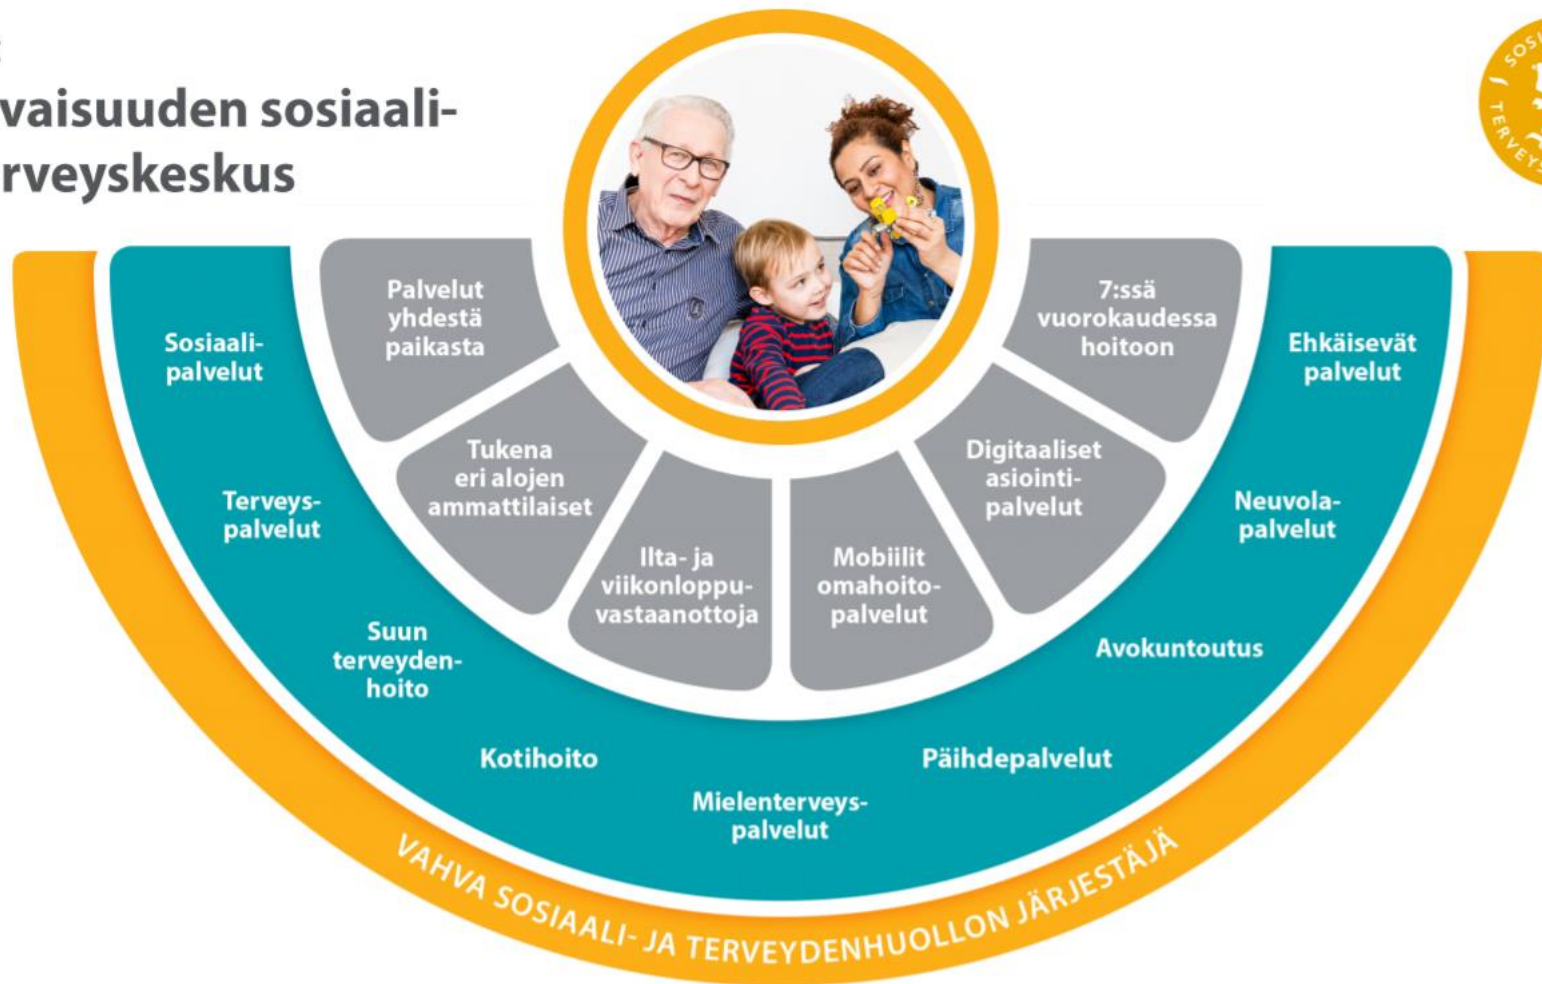 vaisuuden sosiaali-
rveyskeskus
Sosiaali-
palvelut
Terveys-
palvelut
Suun
terveyden-
hoito
Kotihoito
Mielenterveys-
palvelut
Päihdepalvelut
Avokuntoutus
Neuvola-
palvelut
Ehkäisevät
palvelut
Palvelut
yhdestä
paikasta
Tukena
eri alojen
ammattilaiset
Ilta- ja
viikonloppu-
vastaanottoja
Mobiilit
omahoito-
palvelut
Digitaaliset
asiointi-
palvelut
7:ssä
vuorokaudessa
hoitoon
VAHVA SOSIAALI- JA TERVEYDENHUOLLON JÄRJESTÄJÄ
SOSI
TERVEYS